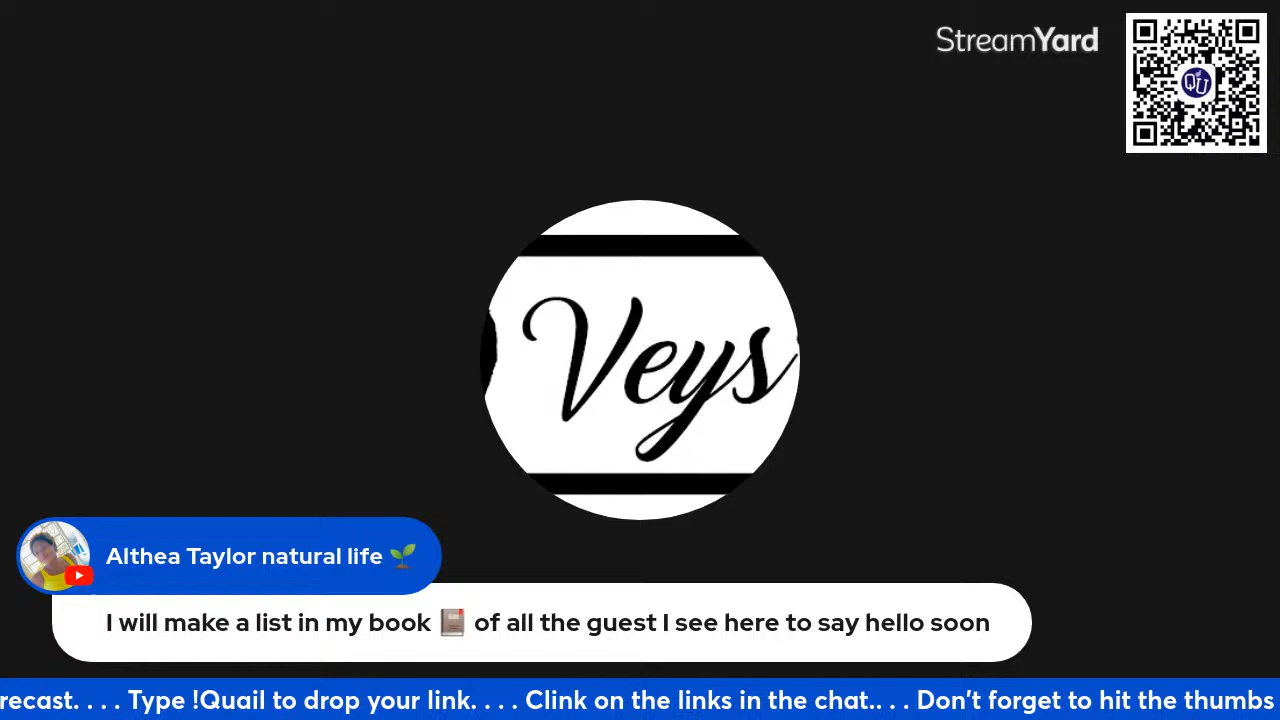 StreamYard
QU
Veys
Althea Taylor natural life 🌱
I will make a list in my book 📔 of all the guest I see here to say hello soon
recast. . . . Type !Quail to drop your link. . . . Clink on the links in the chat.. . . Don't forget to hit the thumbs